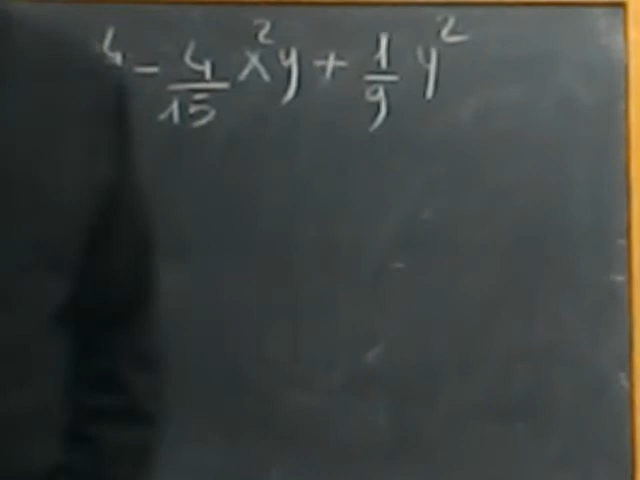 ⁴ - 4/15 x²y + 1/9 y²